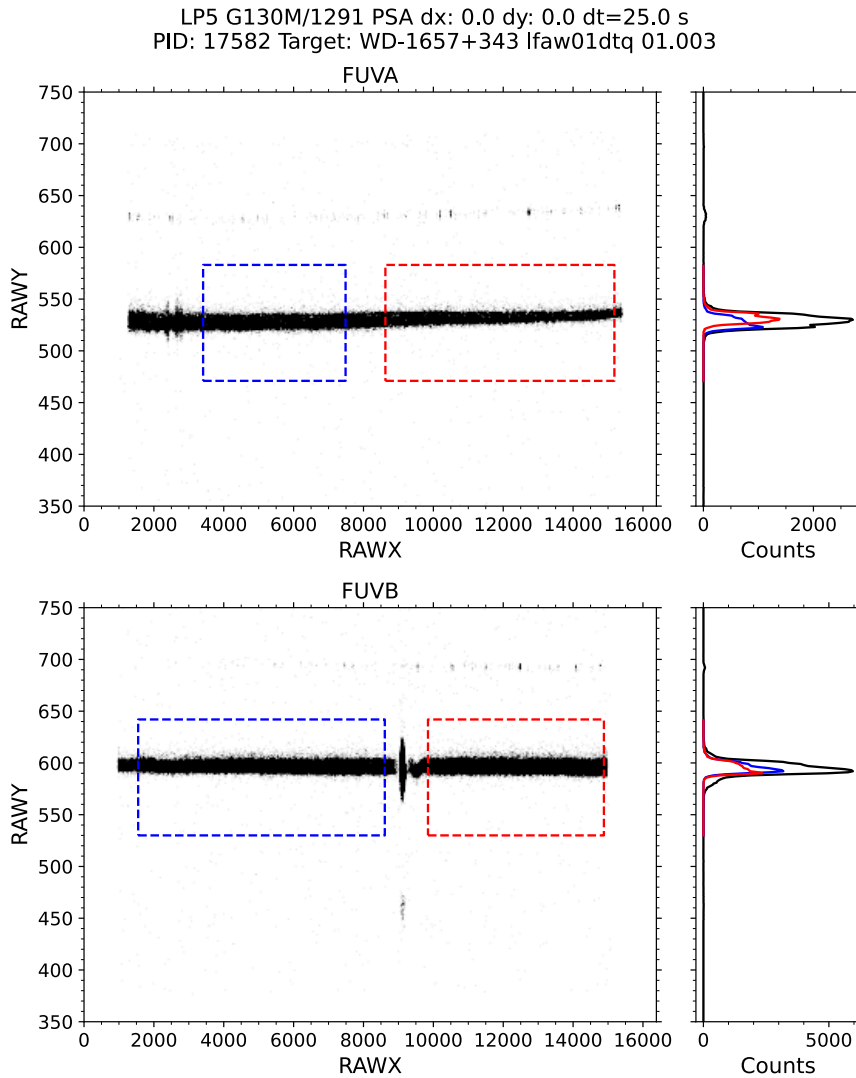 LP5 G130M/1291 PSA dx: 0.0 dy: 0.0 dt=25.0 s
PID: 17582 Target: WD-1657+343 lfaw01dtq 01.003
FUVA
750
700
650
600
550
500
450
400
350
RAWY
0 2000 4000 6000 8000 10000 12000 14000 16000
RAWX
0 2000
Counts
FUVB
750
700
650
600
550
500
450
400
350
RAWY
0 2000 4000 6000 8000 10000 12000 14000 16000
RAWX
0 5000
Counts